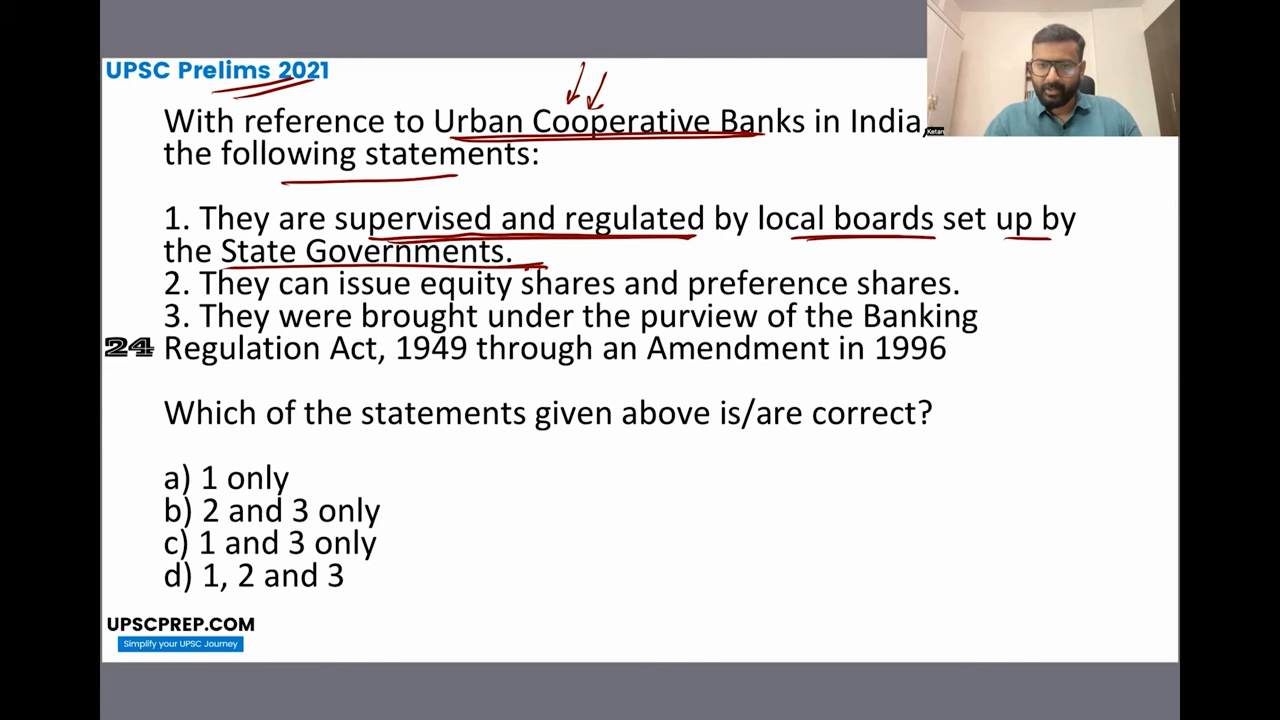 UPSC Prelims 2021
With reference to Urban Cooperative Banks in India,
the following statements:
1. They are supervised and regulated by local boards set up by
the State Governments.
2. They can issue equity shares and preference shares.
3. They were brought under the purview of the Banking
24 Regulation Act, 1949 through an Amendment in 1996
Which of the statements given above is/are correct?
a) 1 only
b) 2 and 3 only
c) 1 and 3 only
d) 1, 2 and 3
UPSCPREP.COM
Simplify your UPSC Journey
Ketan